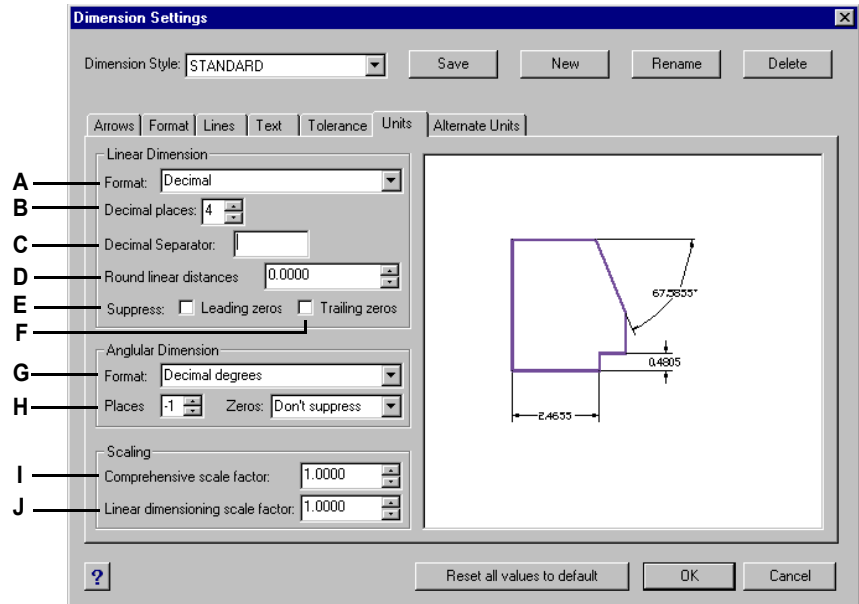 Dimension Settings
Dimension Style: STANDARD Save New Rename Delete
Arrows Format Lines Text Tolerance Units Alternate Units
Linear Dimension
A Format: Decimal
B Decimal places: 4
C Decimal Separator:
D Round linear distances 0.0000
E Suppress: Leading zeros Trailing zeros
F
Anglular Dimension
G Format: Decimal degrees
H Places -1 Zeros: Don't suppress
Scaling
I Comprehensive scale factor: 1.0000
J Linear dimensioning scale factor: 1.0000
67.5655°
0.4805
2.4655
? Reset all values to default OK Cancel